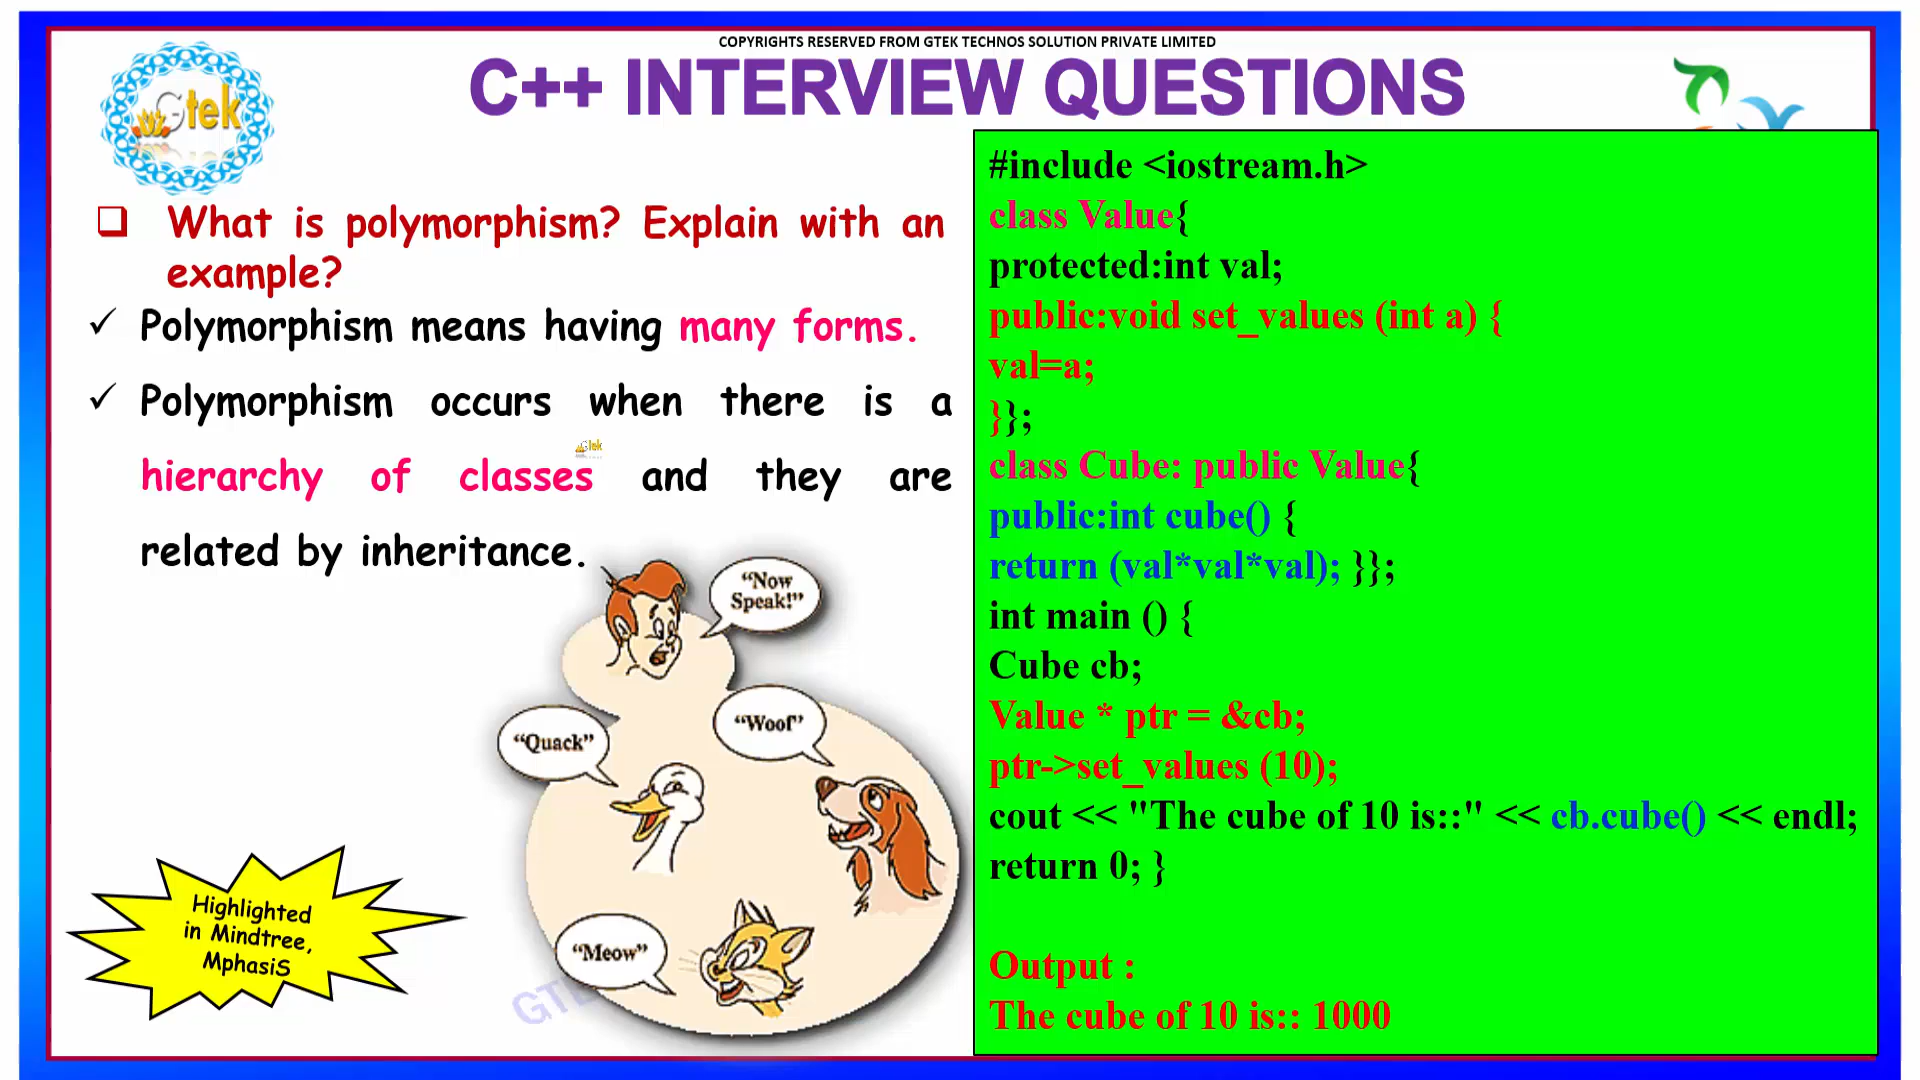 COPYRIGHTS RESERVED FROM GTEK TECHNOS SOLUTION PRIVATE LIMITED
C++ INTERVIEW QUESTIONS
Gtek
What is polymorphism? Explain with an
example?
Polymorphism means having many forms.
Polymorphism occurs when there is a
hierarchy of classes and they are
related by inheritance.
Gtek
"Now
Speak!"
"Quack"
"Woof"
"Meow"
Highlighted
in Mindtree,
MphasiS
#include <iostream.h>
class Value{
protected:int val;
public:void set_values (int a) {
val=a;
}};
class Cube: public Value{
public:int cube() {
return (val*val*val); }};
int main () {
Cube cb;
Value * ptr = &cb;
ptr->set_values (10);
cout << "The cube of 10 is::" << cb.cube() << endl;
return 0; }
Output :
The cube of 10 is:: 1000